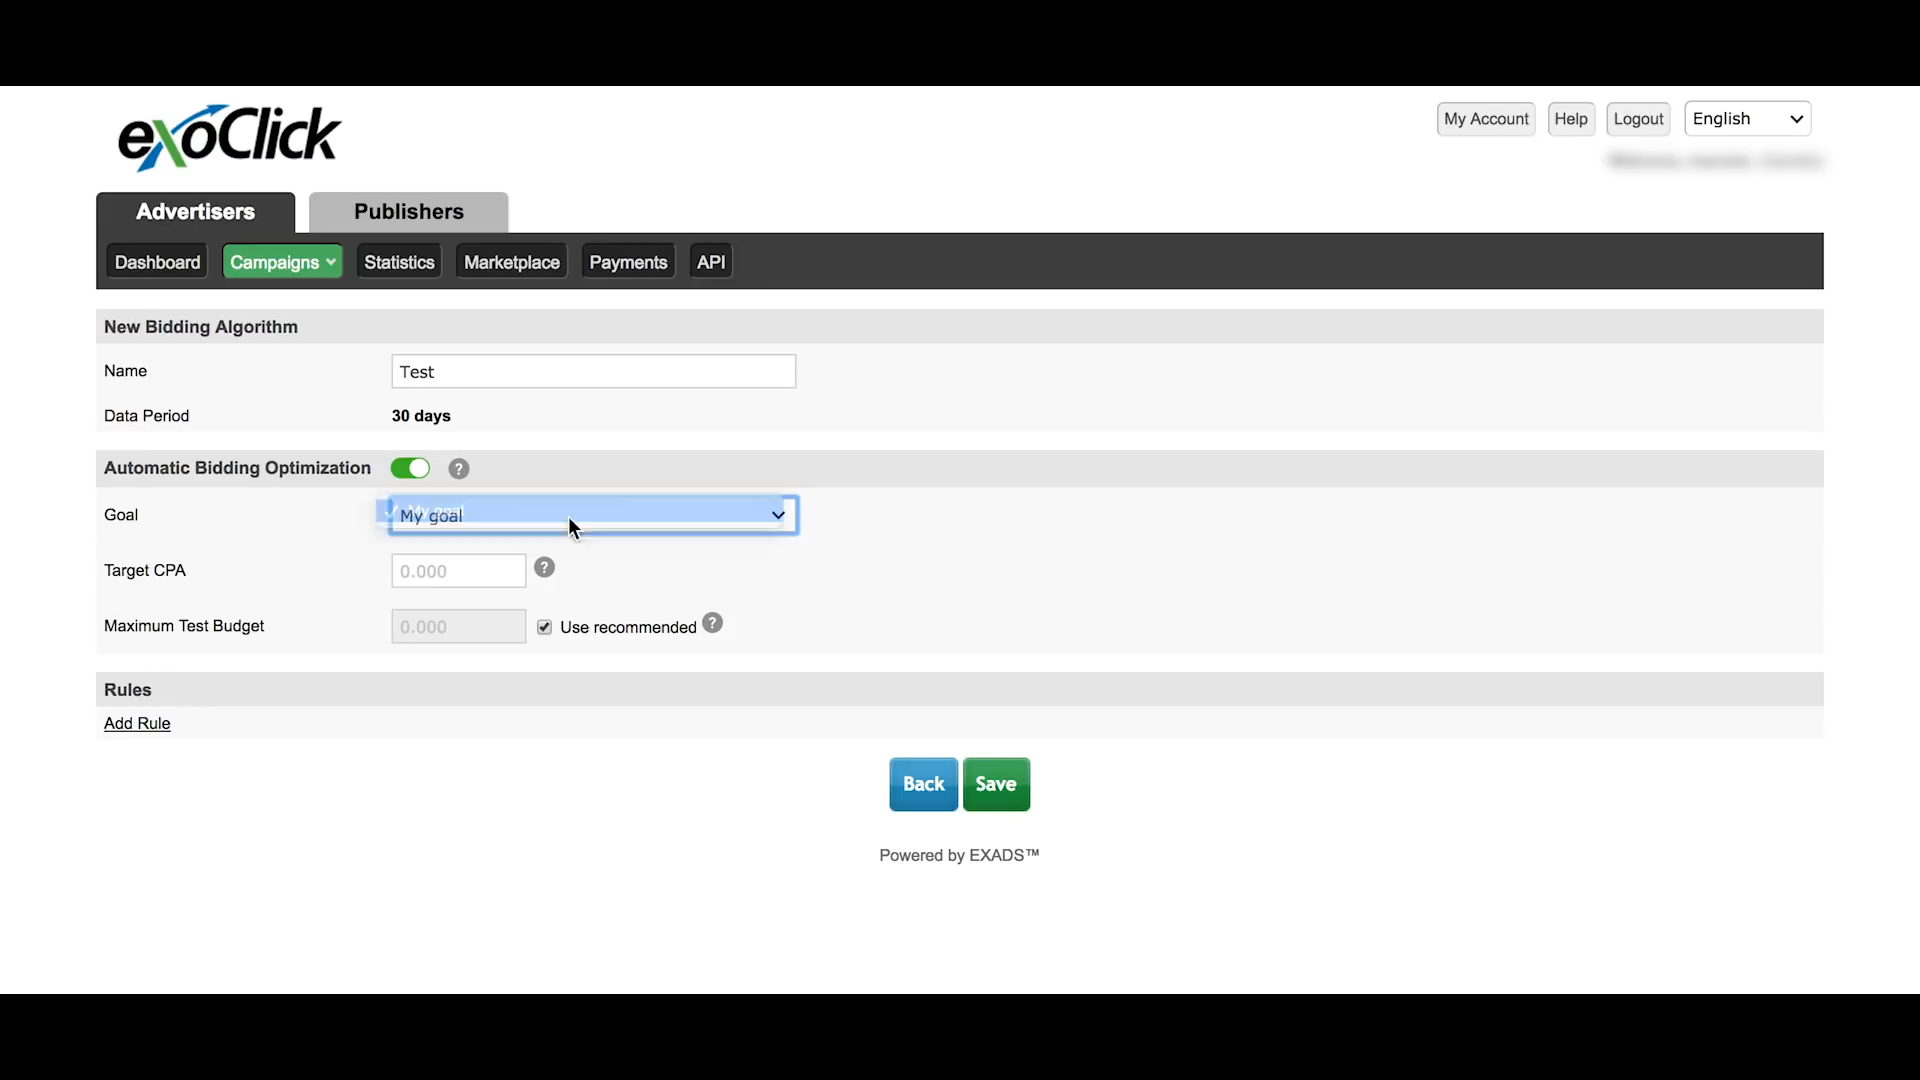 exoClick
My Account Help Logout English
Advertisers Publishers
Dashboard Campaigns Statistics Marketplace Payments API
New Bidding Algorithm
Name Test
Data Period 30 days
Automatic Bidding Optimization ?
Goal My goal
Target CPA 0.000 ?
Maximum Test Budget 0.000 Use recommended ?
Rules
Add Rule
Back Save
Powered by EXADS™